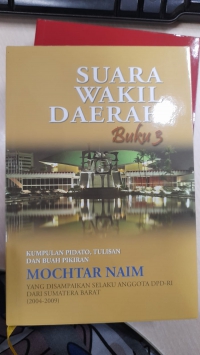 SUARA
WAKIL
DAERAH
Buku 3
KUMPULAN PIDATO, TULISAN
DAN BUAH PIKIRAN
MOCHTAR NAIM
YANG DISAMPAIKAN SELAKU ANGGOTA DPD-RI
DARI SUMATERA BARAT
(2004-2009)